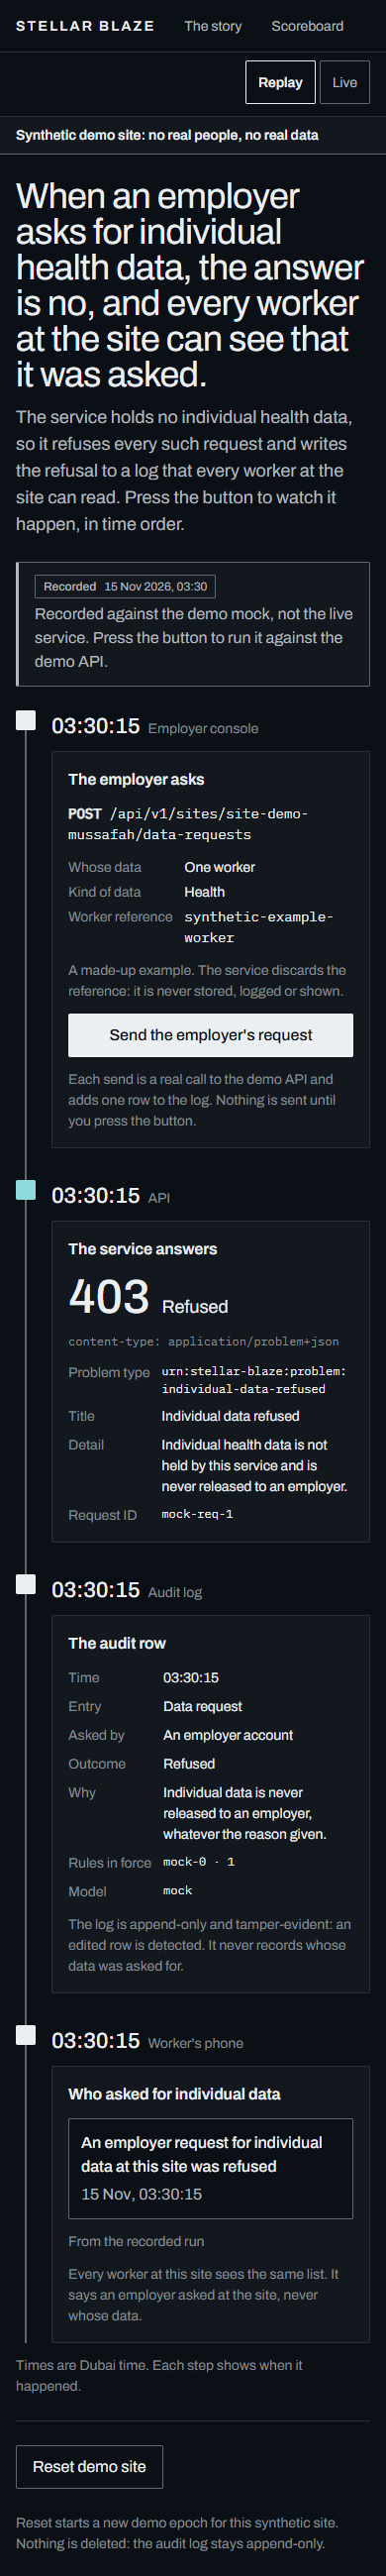 STELLAR BLAZE The story Scoreboard
Replay Live
Synthetic demo site: no real people, no real data
When an employer
asks for individual
health data, the answer
is no, and every worker
at the site can see that
it was asked.
The service holds no individual health data,
so it refuses every such request and writes
the refusal to a log that every worker at the
site can read. Press the button to watch it
happen, in time order.
Recorded 15 Nov 2026, 03:30
Recorded against the demo mock, not the live
service. Press the button to run it against the
demo API.
03:30:15 Employer console
The employer asks
POST /api/v1/sites/site-demo-
mussafah/data-requests
Whose data One worker
Kind of data Health
Worker reference synthetic-example-
worker
A made-up example. The service discards the
reference: it is never stored, logged or shown.
Send the employer's request
Each send is a real call to the demo API and
adds one row to the log. Nothing is sent until
you press the button.
03:30:15 API
The service answers
403 Refused
content-type: application/problem+json
Problem type urn:stellar-blaze:problem:
individual-data-refused
Title Individual data refused
Detail Individual health data is not
held by this service and is
never released to an employer.
Request ID mock-req-1
03:30:15 Audit log
The audit row
Time 03:30:15
Entry Data request
Asked by An employer account
Outcome Refused
Why Individual data is never
released to an employer,
whatever the reason given.
Rules in force mock-0 · 1
Model mock
The log is append-only and tamper-evident: an
edited row is detected. It never records whose
data was asked for.
03:30:15 Worker's phone
Who asked for individual data
An employer request for individual
data at this site was refused
15 Nov, 03:30:15
From the recorded run
Every worker at this site sees the same list. It
says an employer asked at the site, never
whose data.
Times are Dubai time. Each step shows when it
happened.
Reset demo site
Reset starts a new demo epoch for this synthetic site.
Nothing is deleted: the audit log stays append-only.